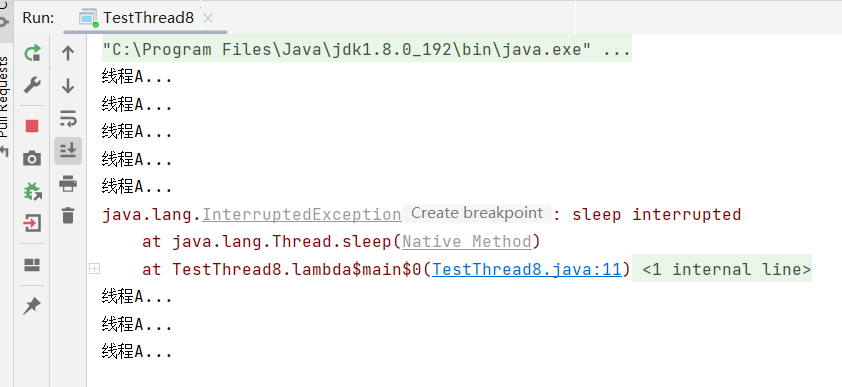 Run: TestThread8
Pull Requests
"C:\Program Files\Java\jdk1.8.0_192\bin\java.exe" ...
线程A...
线程A...
线程A...
线程A...
线程A...
java.lang.InterruptedException Create breakpoint : sleep interrupted
at java.lang.Thread.sleep(Native Method)
at TestThread8.lambda$main$0(TestThread8.java:11) <1 internal line>
线程A...
线程A...
线程A...